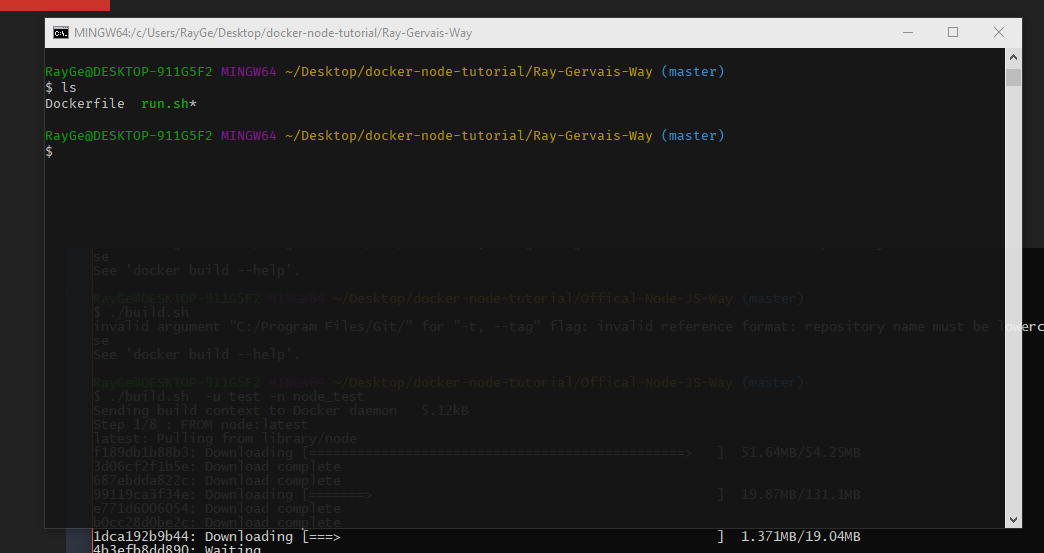 MINGW64:/c/Users/RayGe/Desktop/docker-node-tutorial/Ray-Gervais-Way
RayGe@DESKTOP-911G5F2 MINGW64 ~/Desktop/docker-node-tutorial/Ray-Gervais-Way (master)
$ ls
Dockerfile  run.sh*
RayGe@DESKTOP-911G5F2 MINGW64 ~/Desktop/docker-node-tutorial/Ray-Gervais-Way (master)
$
se
See 'docker build --help'.
RayGe@DESKTOP-911G5F2 MINGW64 ~/Desktop/docker-node-tutorial/Offical-Node-JS-Way (master)
$ ./build.sh
invalid argument "C:/Program Files/Git/" for "-t, --tag" flag: invalid reference format: repository name must be lowerc
se
See 'docker build --help'.
RayGe@DESKTOP-911G5F2 MINGW64 ~/Desktop/docker-node-tutorial/Offical-Node-JS-Way (master)
$ ./build.sh  -u test -n node_test
Sending build context to Docker daemon   5.12kB
Step 1/8 : FROM node:latest
latest: Pulling from library/node
f189db1b88b3: Downloading [===============================================>   ]  51.64MB/54.25MB
3d06cf2f1b5e: Download complete
687ebdda822c: Download complete
99119ca3f34e: Downloading [=======>                                           ]  19.87MB/131.1MB
e771d6006054: Download complete
b0cc28d0be2c: Download complete
1dca192b9b44: Downloading [===>                                               ]  1.371MB/19.04MB
4b3efb8dd890: Waiting